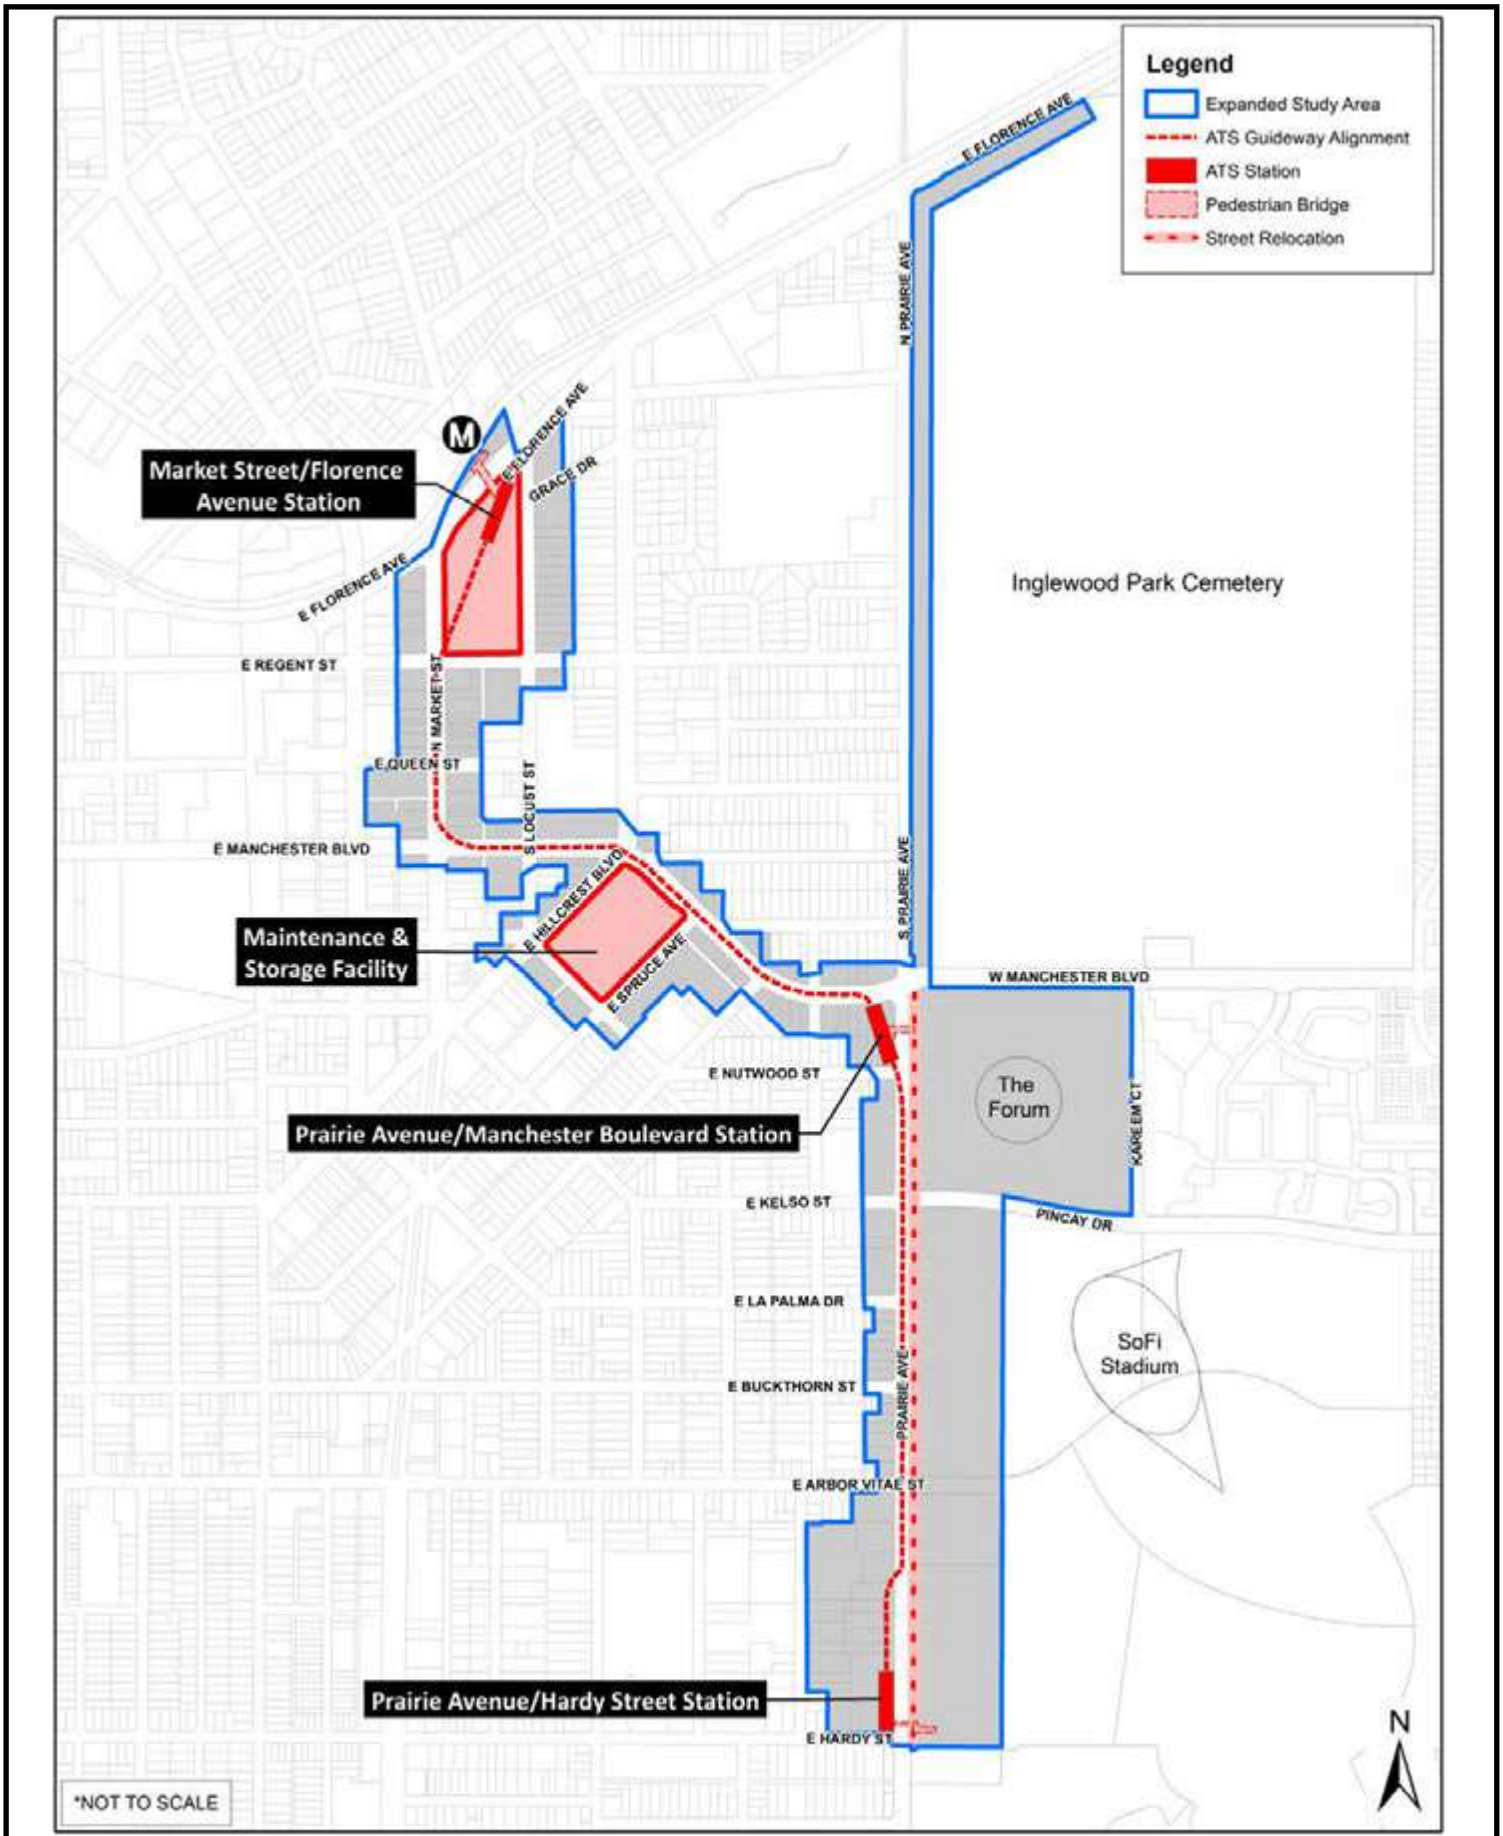 Legend
Expanded Study Area
ATS Guideway Alignment
ATS Station
Pedestrian Bridge
Street Relocation
E FLORENCE AVE
N PRAIRIE AVE
M
E FLORENCE AVE
Market Street/Florence
Avenue Station
GRACE DR
E FLORENCE AVE
Inglewood Park Cemetery
E REGENT ST
N MARKET ST
E QUEEN ST
S LOCUST ST
E MANCHESTER BLVD
S PRAIRIE AVE
E HILLCREST BLVD
Maintenance &
Storage Facility
E SPRUCE AVE
W MANCHESTER BLVD
E NUTWOOD ST
The
Forum
KAREEM CT
Prairie Avenue/Manchester Boulevard Station
E KELSO ST
PINCAY DR
E LA PALMA DR
SoFi
Stadium
PRAIRIE AVE
E BUCKTHORN ST
E ARBOR VITAE ST
Prairie Avenue/Hardy Street Station
E HARDY ST
N
*NOT TO SCALE